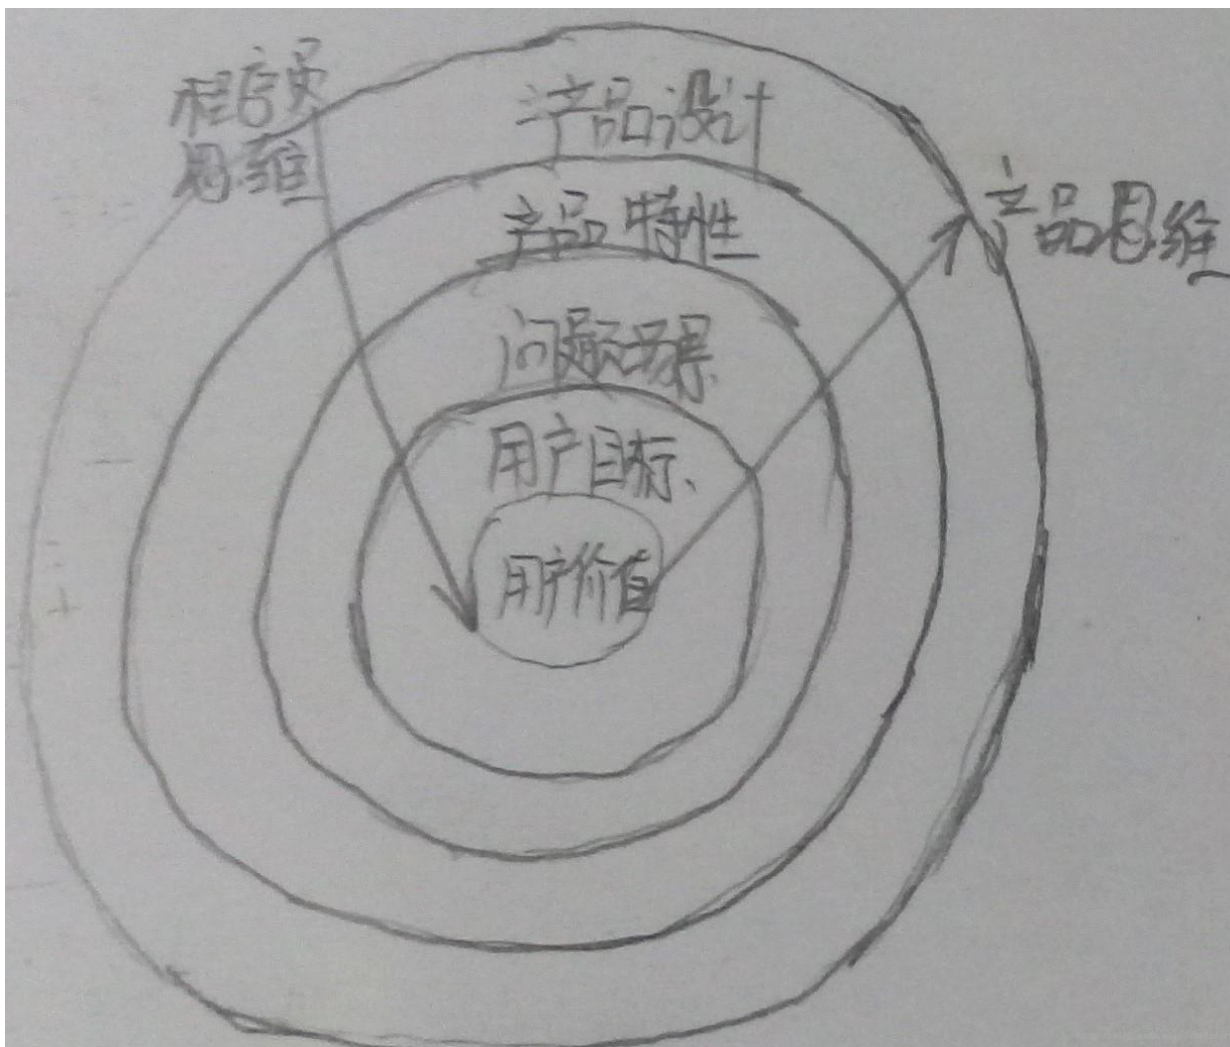 程序员
思维
产品设计
产品思维
产品特性
问题场景
用户目标、
用户价值